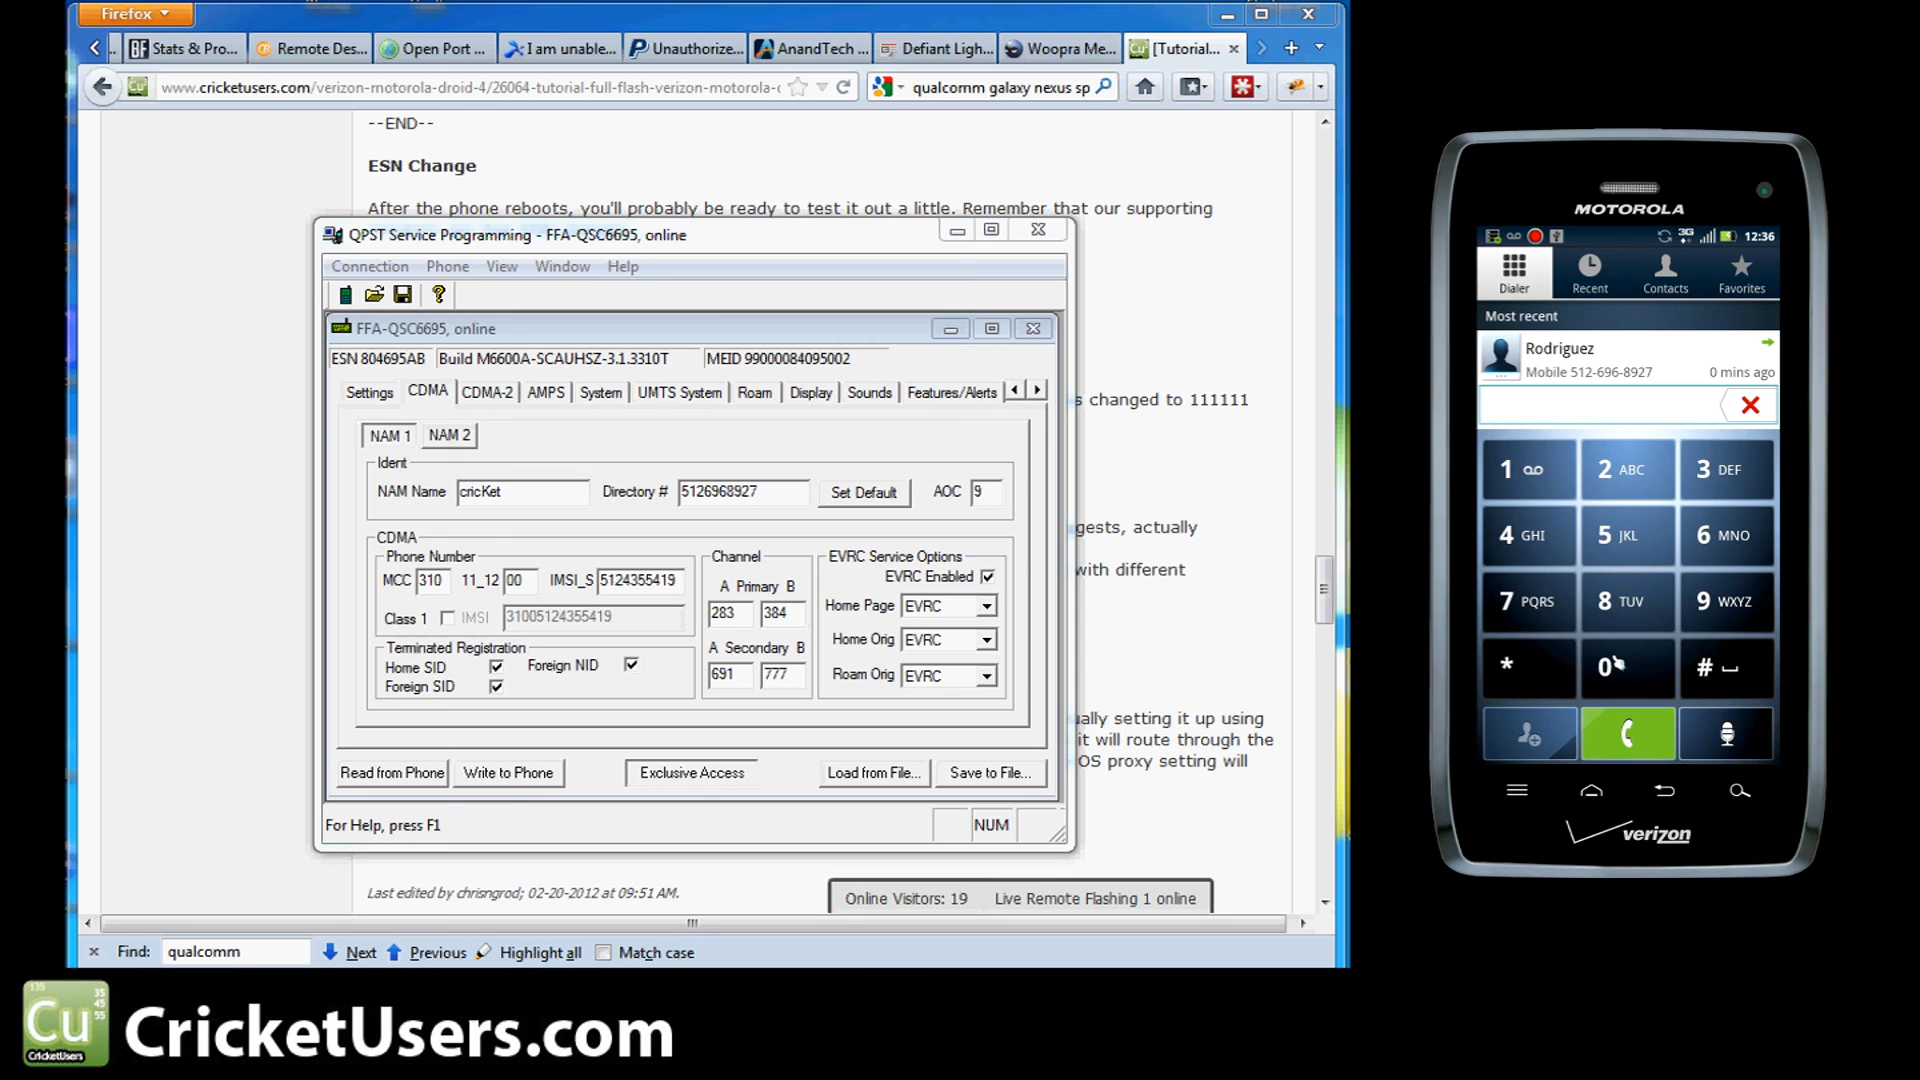 Firefox
Stats & Pro...
Remote Des...
Open Port ...
I am unable...
Unauthorize...
AnandTech ...
Defiant Ligh...
Woopra Me...
[Tutorial...
www.cricketusers.com/verizon-motorola-droid-4/26064-tutorial-full-flash-verizon-motorola-
qualcomm galaxy nexus sp
--END--
ESN Change
After the phone reboots, you'll probably be ready to test it out a little. Remember that our supporting
QPST Service Programming - FFA-QSC6695, online
Connection Phone View Window Help
FFA-QSC6695, online
ESN 804695AB Build M6600A-SCAUHSZ-3.1.3310T MEID 99000084095002
Settings CDMA CDMA-2 AMPS System UMTS System Roam Display Sounds Features/Alerts
s changed to 111111
NAM 1 NAM 2
Ident
NAM Name cricKet Directory # 5126968927 Set Default AOC 9
gests, actually
CDMA
Phone Number Channel EVRC Service Options
with different
MCC 310 11_12 00 IMSI_S 5124355419
A Primary B
EVRC Enabled
283 384
Home Page EVRC
Class 1 IMSI 31005124355419
Home Orig EVRC
Terminated Registration
A Secondary B
Home SID Foreign NID
691 777
Roam Orig EVRC
Foreign SID
ually setting it up using
it will route through the
OS proxy setting will
Read from Phone Write to Phone Exclusive Access Load from File... Save to File...
For Help, press F1 NUM
Last edited by chrisngrod; 02-20-2012 at 09:51 AM.
Online Visitors: 19 Live Remote Flashing 1 online
Find: qualcomm Next Previous Highlight all Match case
MOTOROLA
3G 12:36
Dialer Recent Contacts Favorites
Most recent
Rodriguez
Mobile 512-696-8927 0 mins ago
1 2 ABC 3 DEF
4 GHI 5 JKL 6 MNO
7 PQRS 8 TUV 9 WXYZ
* 0 #
verizon
135
35
45
55
Cu
CricketUsers
CricketUsers.com